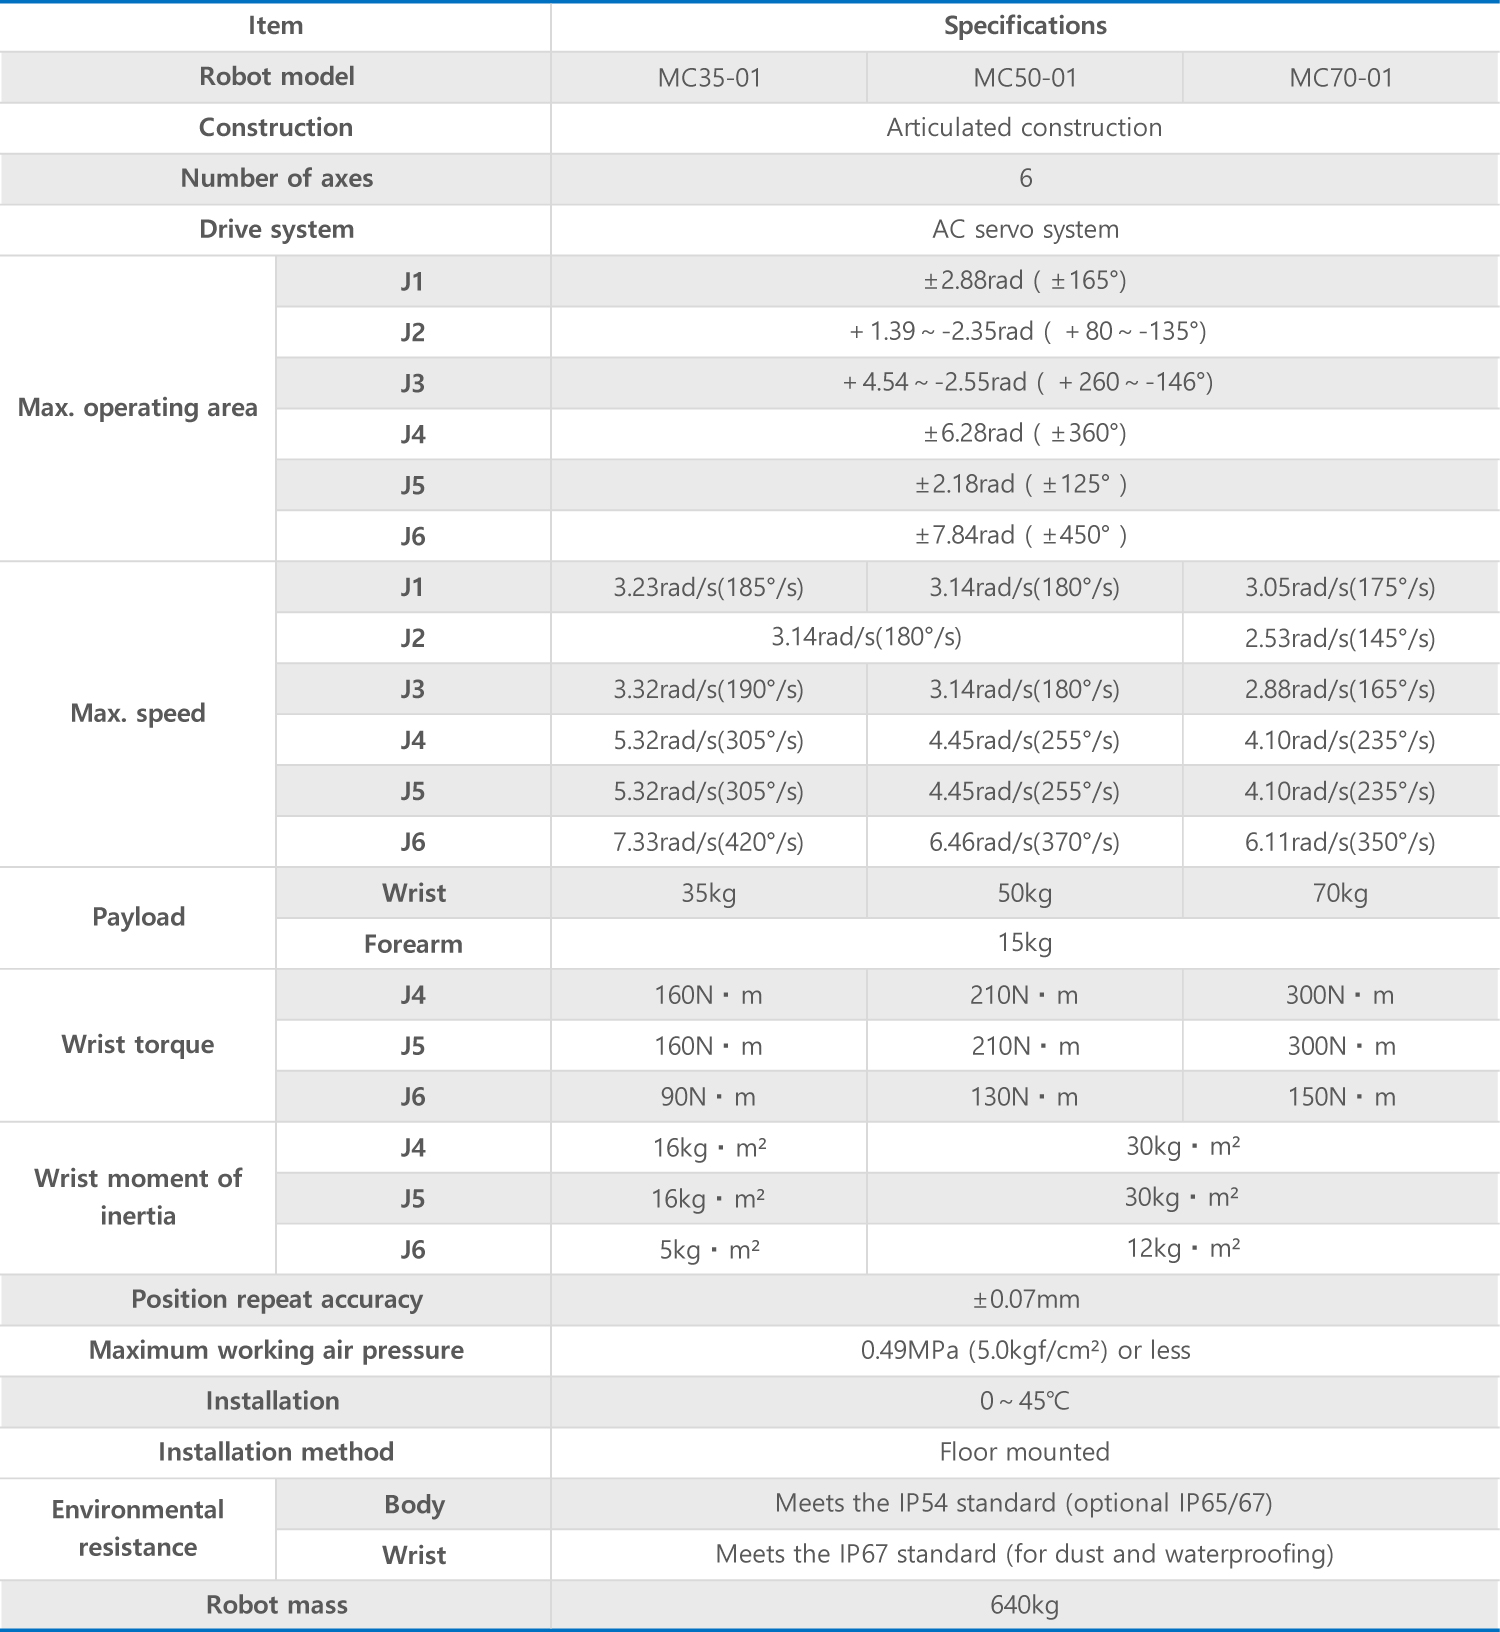 Item Specifications
Robot model MC35-01 MC50-01 MC70-01
Construction Articulated construction
Number of axes 6
Drive system AC servo system
Max. operating area
J1 ±2.88rad ( ±165°)
J2 +1.39~-2.35rad ( +80~-135°)
J3 +4.54~-2.55rad ( +260~-146°)
J4 ±6.28rad ( ±360°)
J5 ±2.18rad ( ±125° )
J6 ±7.84rad ( ±450° )
Max. speed
J1 3.23rad/s(185°/s) 3.14rad/s(180°/s) 3.05rad/s(175°/s)
J2 3.14rad/s(180°/s) 2.53rad/s(145°/s)
J3 3.32rad/s(190°/s) 3.14rad/s(180°/s) 2.88rad/s(165°/s)
J4 5.32rad/s(305°/s) 4.45rad/s(255°/s) 4.10rad/s(235°/s)
J5 5.32rad/s(305°/s) 4.45rad/s(255°/s) 4.10rad/s(235°/s)
J6 7.33rad/s(420°/s) 6.46rad/s(370°/s) 6.11rad/s(350°/s)
Payload
Wrist 35kg 50kg 70kg
Forearm 15kg
Wrist torque
J4 160N・m 210N・m 300N・m
J5 160N・m 210N・m 300N・m
J6 90N・m 130N・m 150N・m
Wrist moment of
inertia
J4 16kg・m² 30kg・m²
J5 16kg・m² 30kg・m²
J6 5kg・m² 12kg・m²
Position repeat accuracy ±0.07mm
Maximum working air pressure 0.49MPa (5.0kgf/cm²) or less
Installation 0~45℃
Installation method Floor mounted
Environmental
resistance
Body Meets the IP54 standard (optional IP65/67)
Wrist Meets the IP67 standard (for dust and waterproofing)
Robot mass 640kg